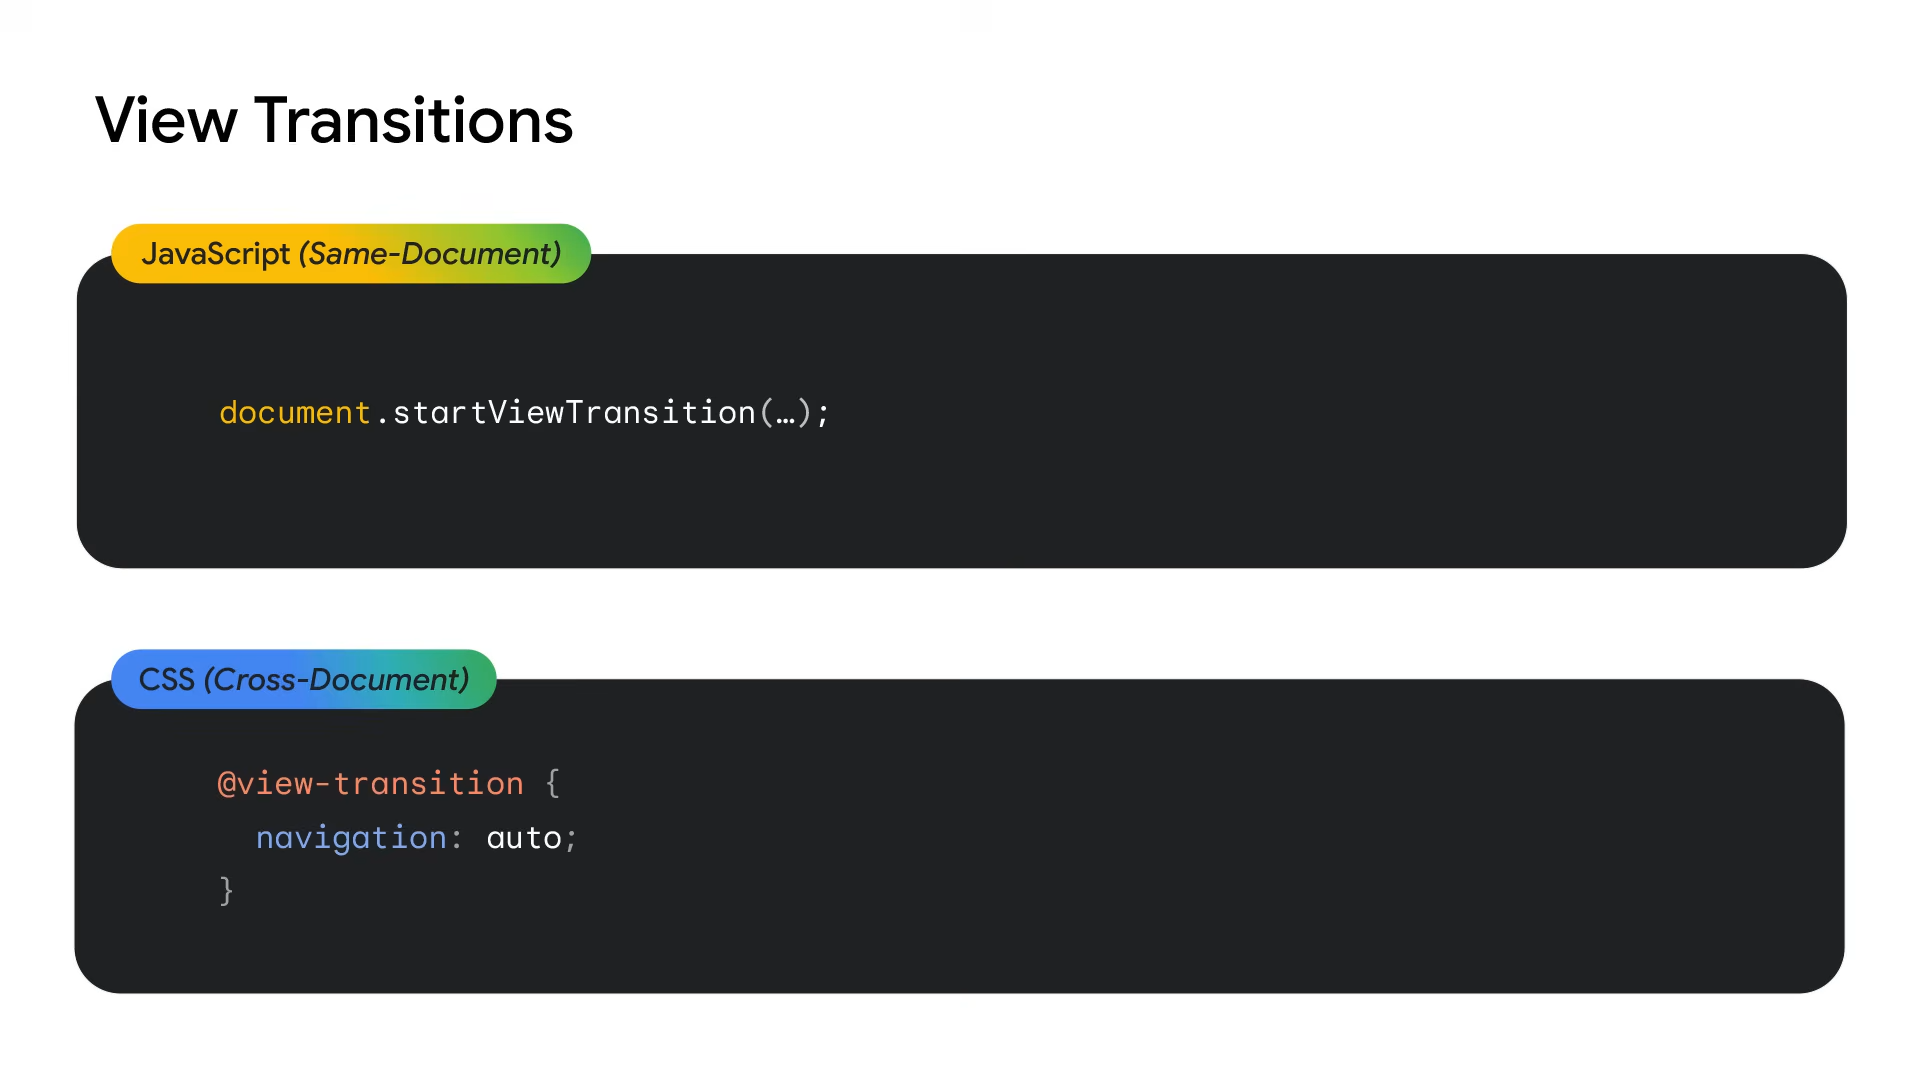 View Transitions
JavaScript (Same-Document)
document.startViewTransition(…);
CSS (Cross-Document)
@view-transition {
  navigation: auto;
}